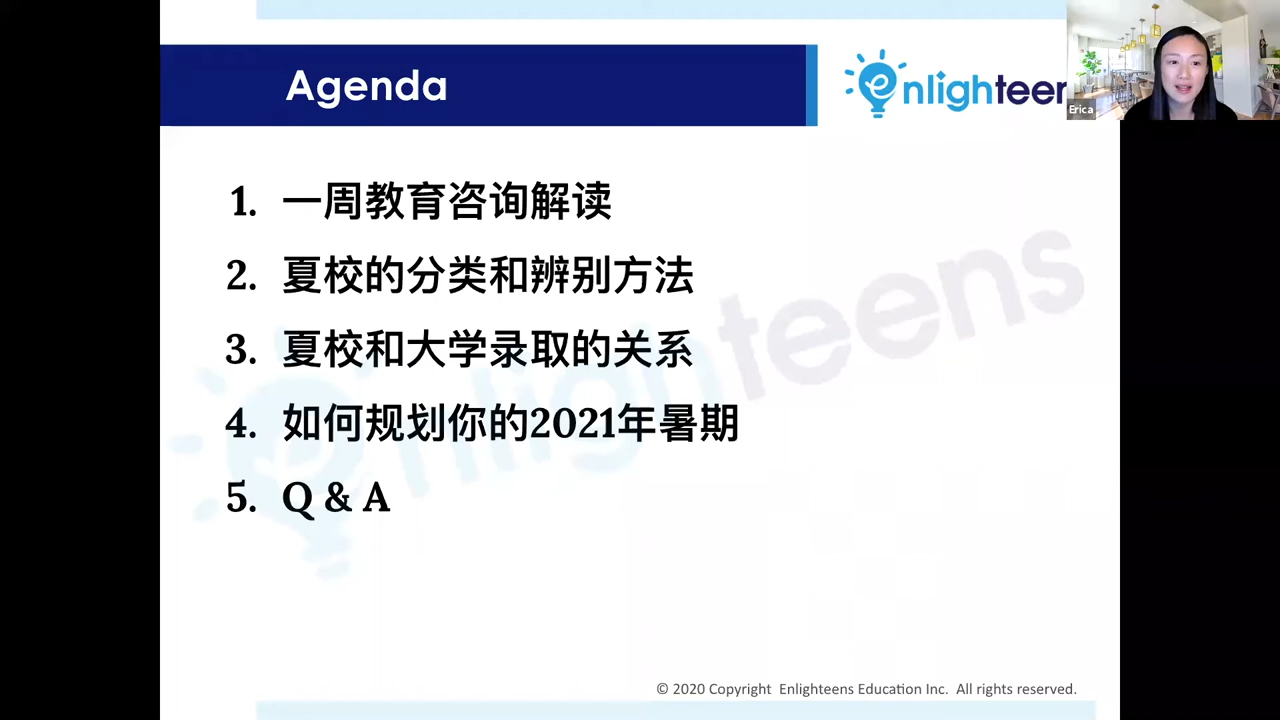 Agenda
enlighteen
Erica
1. 一周教育咨询解读
2. 夏校的分类和辨别方法
3. 夏校和大学录取的关系
4. 如何规划你的2021年暑期
5. Q & A
enlighteens
© 2020 Copyright Enlighteens Education Inc. All rights reserved.